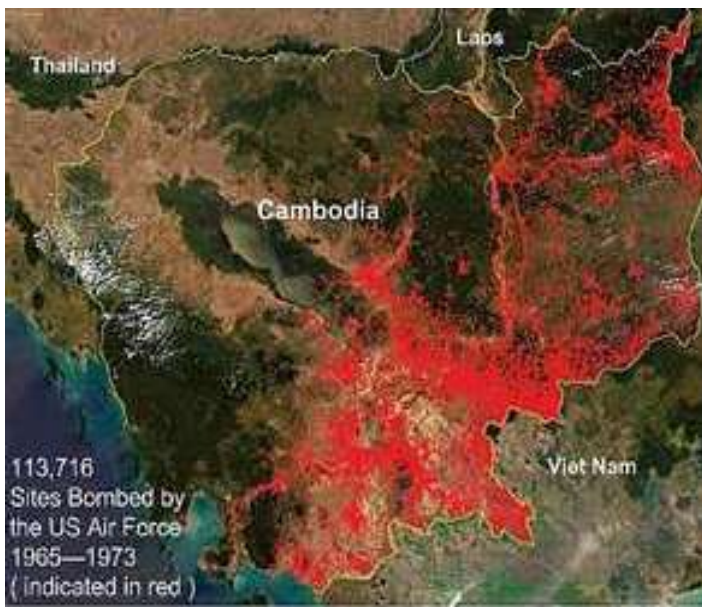 Laos
Thailand
Cambodia
Viet Nam
113,716
Sites Bombed by
the US Air Force
1965—1973
( indicated in red )